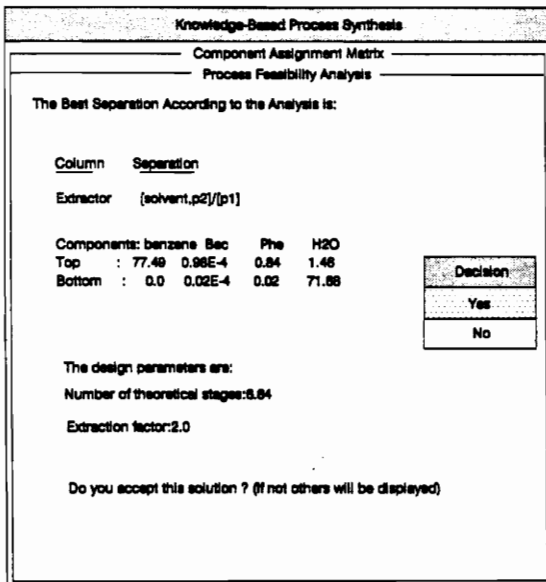 Knowledge-Based Process Synthesis
Component Assignment Matrix
Process Feasibility Analysis
The Best Separation According to the Analysis is:
Column Separation
Extractor {solvent,p2}/[p1]
Components: benzene Bac Phe H2O
Top : 77.49 0.98E-4 0.84 1.46
Bottom : 0.0 0.02E-4 0.02 71.88
Decision
Yes
No
The design parameters are:
Number of theoretical stages:6.64
Extraction factor:2.0
Do you accept this solution ? (if not others will be displayed)